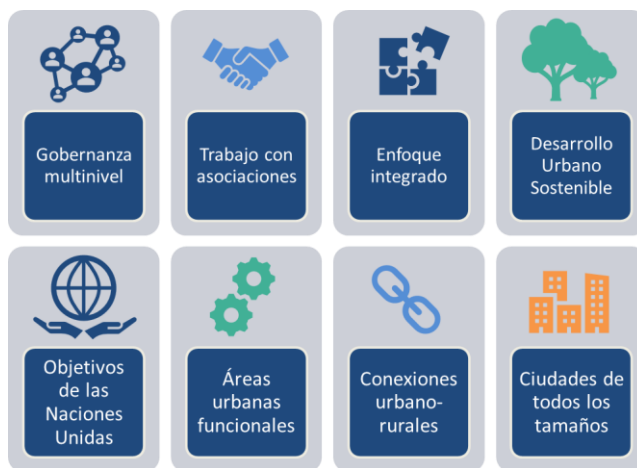 Gobernanza
multinivel
Trabajo con
asociaciones
Enfoque
integrado
Desarrollo
Urbano
Sostenible
Objetivos
de las
Naciones
Unidas
Áreas
urbanas
funcionales
Conexiones
urbano-
rurales
Ciudades de
todos los
tamaños